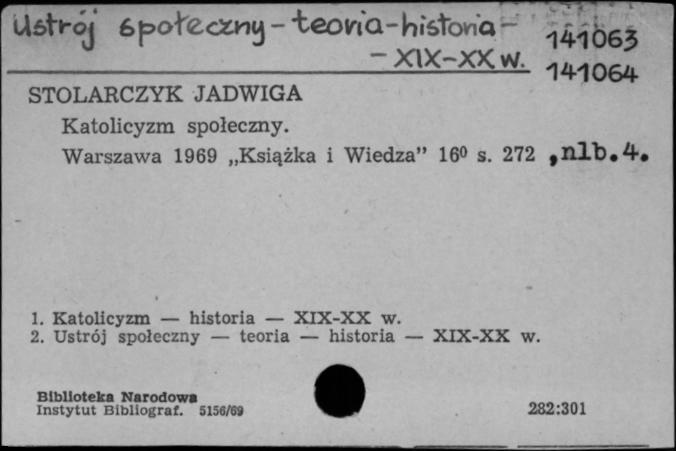 Ustrój społeczny - teoria - historia -
- XIX-XX w.
141063
141064
STOLARCZYK JADWIGA
Katolicyzm społeczny.
Warszawa 1969 „Książka i Wiedza” 16⁰ s. 272 , nlb. 4.
1. Katolicyzm — historia — XIX-XX w.
2. Ustrój społeczny — teoria — historia — XIX-XX w.
Biblioteka Narodowa
Instytut Bibliograf. 5156/69
282:301